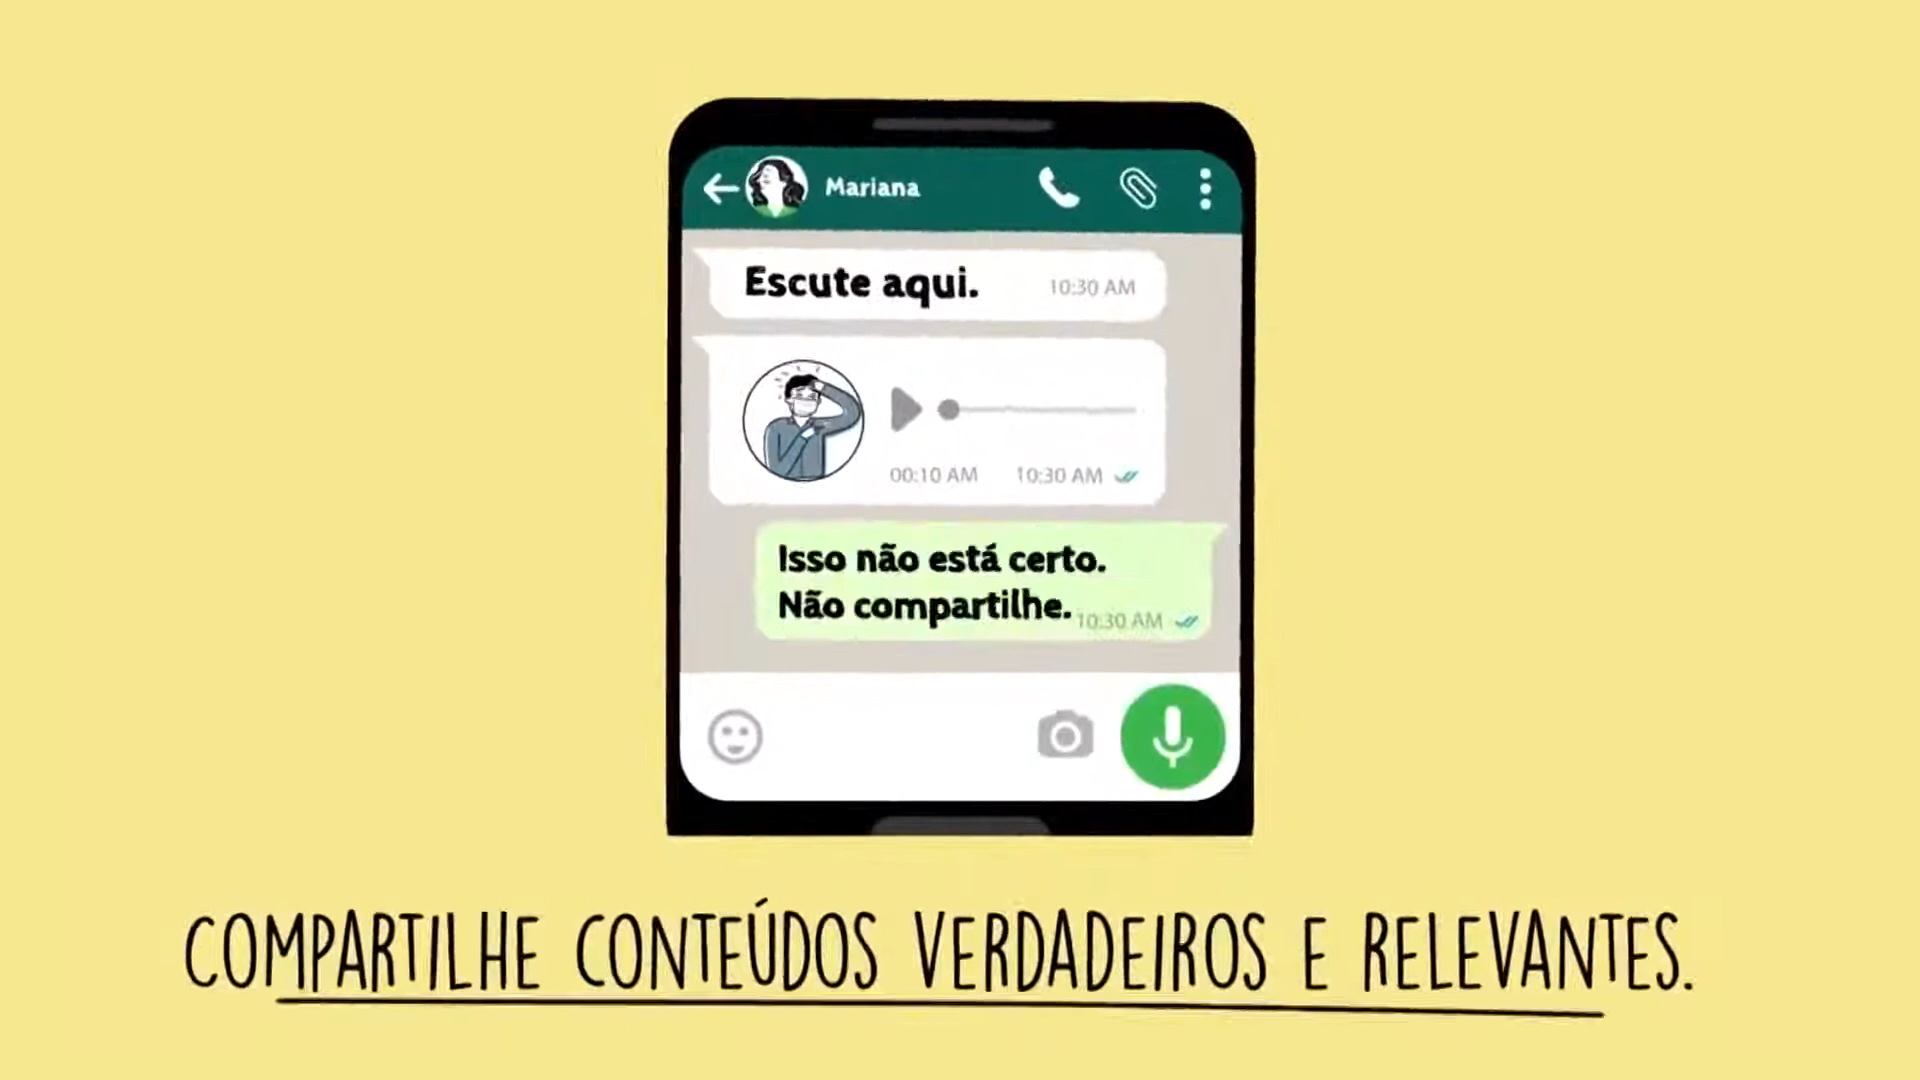 Mariana
Escute aqui. 10:30 AM
00:10 AM 10:30 AM
Isso não está certo.
Não compartilhe. 10:30 AM
COMPARTILHE CONTEÚDOS VERDADEIROS E RELEVANTES.